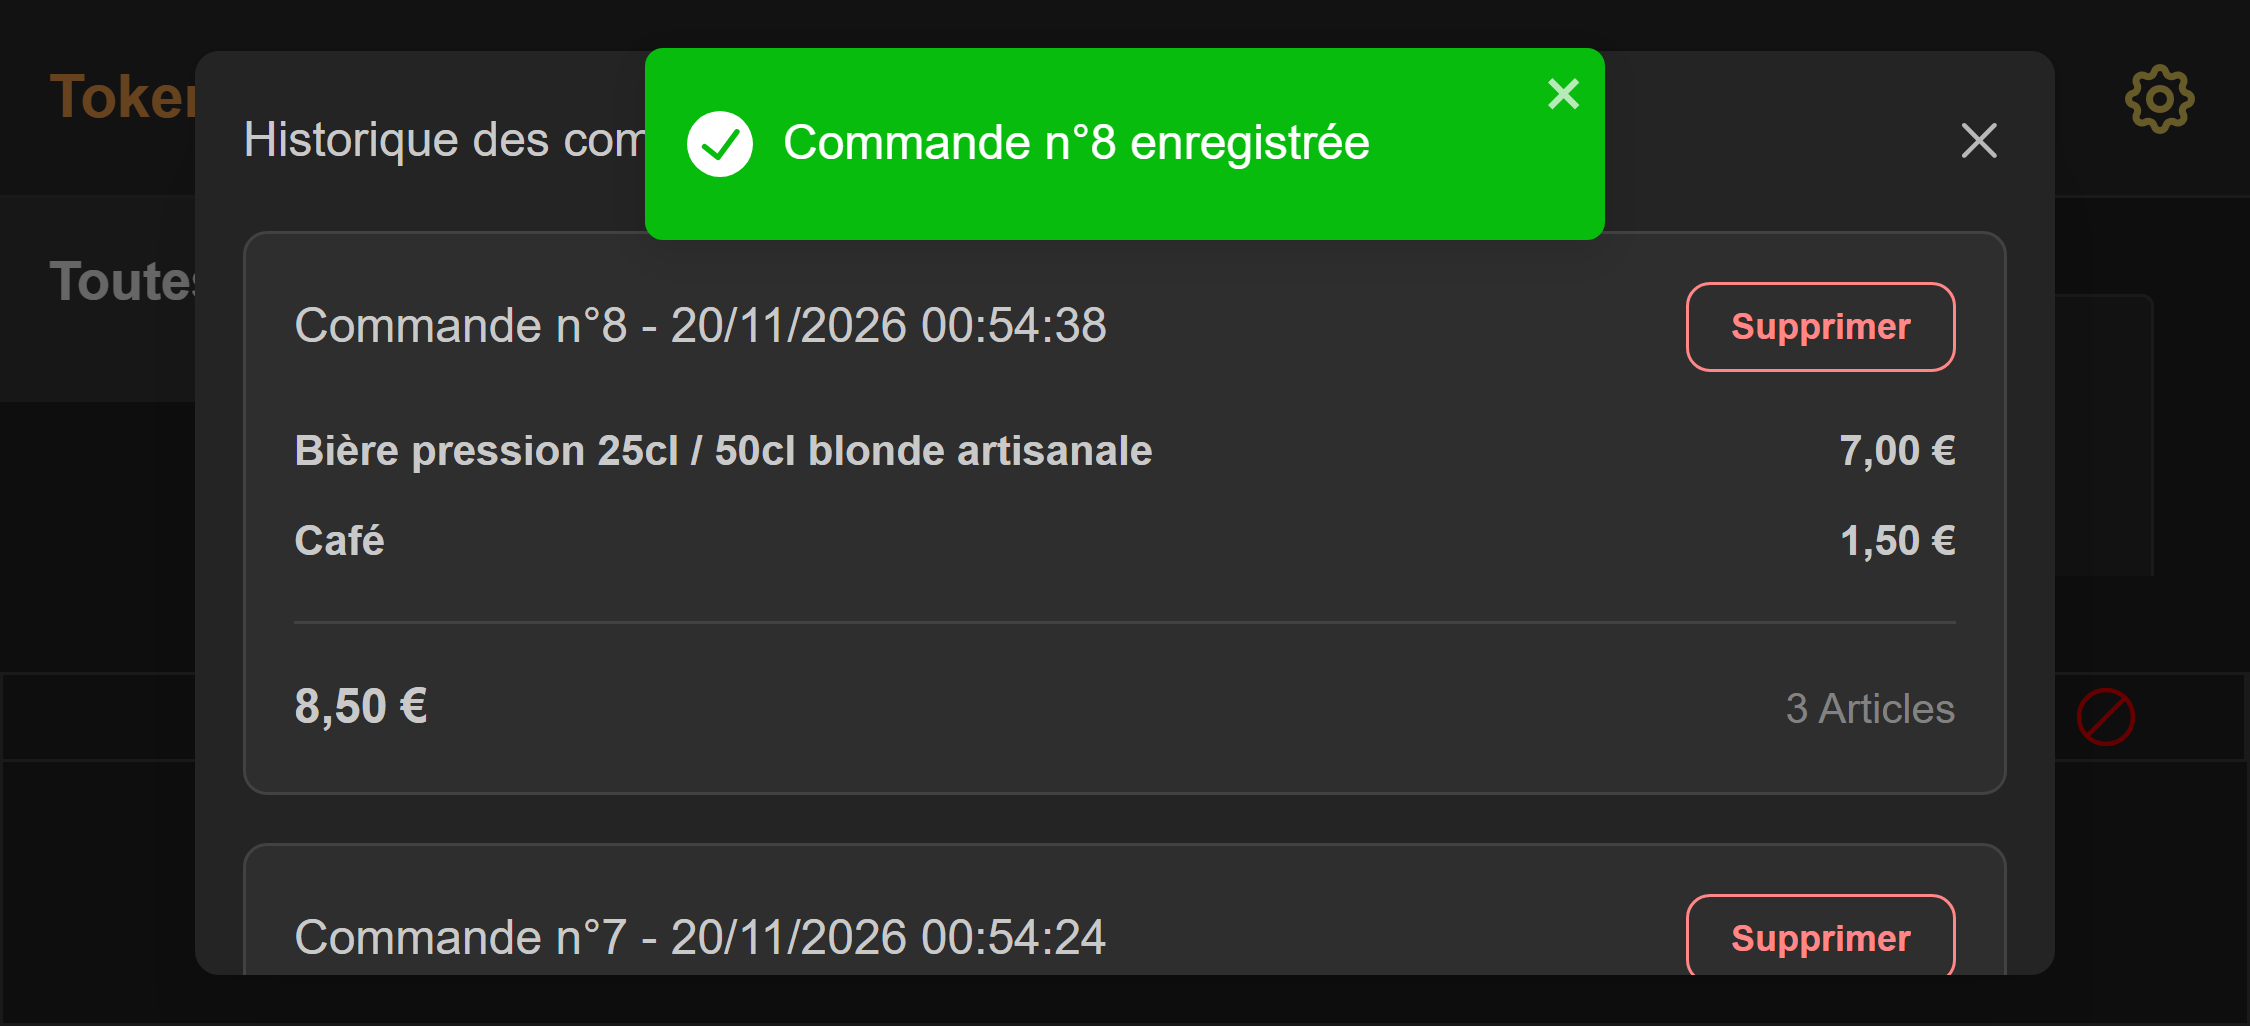 Commande n°8 enregistrée
Historique des com
Commande n°8 - 20/11/2026 00:54:38
Supprimer
Bière pression 25cl / 50cl blonde artisanale
7,00 €
Café
1,50 €
8,50 €
3 Articles
Commande n°7 - 20/11/2026 00:54:24
Supprimer
Token
Toutes